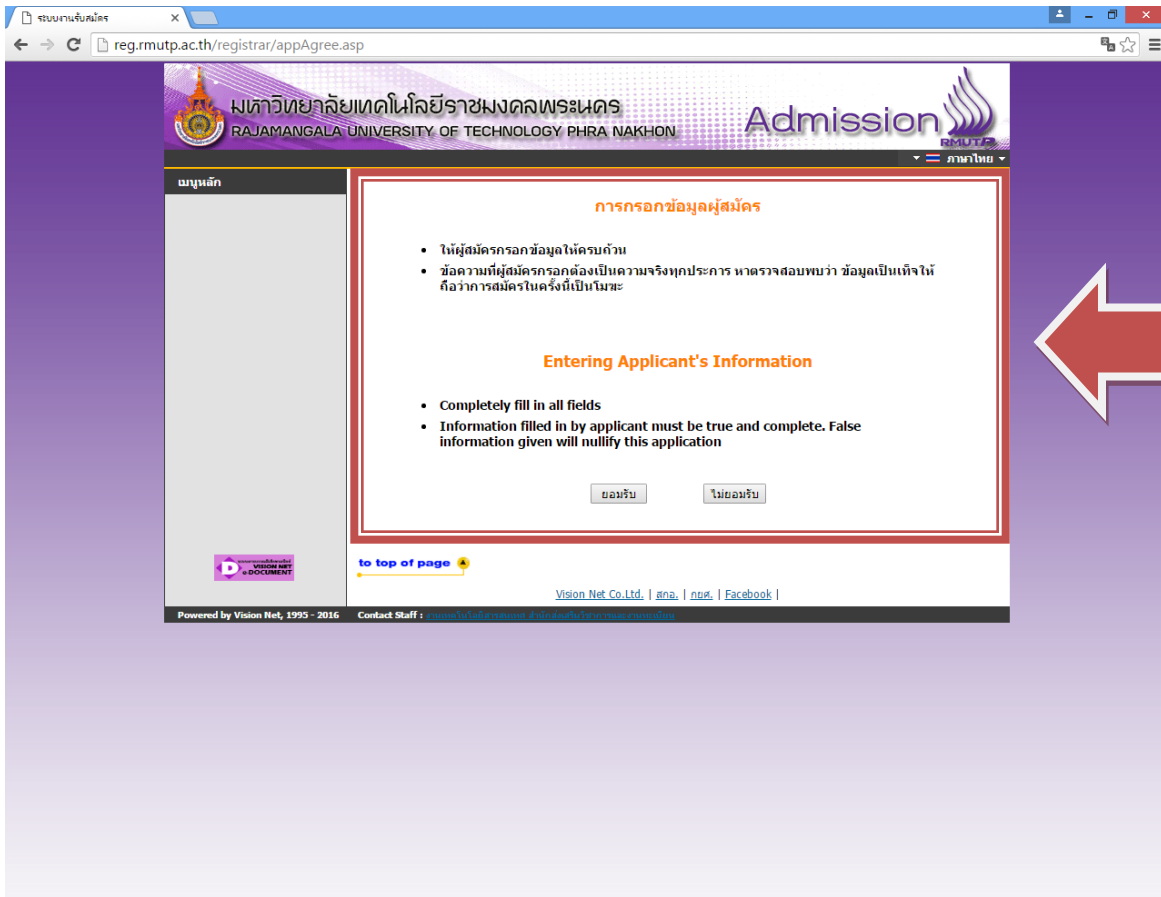 ระบบงานรับสมัคร
reg.rmutp.ac.th/registrar/appAgree.asp
มหาวิทยาลัยเทคโนโลยีราชมงคลพระนคร
RAJAMANGALA UNIVERSITY OF TECHNOLOGY PHRA NAKHON
Admission
RMUTP
ภาษาไทย
เมนูหลัก
การกรอกข้อมูลผู้สมัคร
• ให้ผู้สมัครกรอกข้อมูลให้ครบถ้วน
• ข้อความที่ผู้สมัครกรอกต้องเป็นความจริงทุกประการ หาตรวจสอบพบว่า ข้อมูลเป็นเท็จให้
ถือว่าการสมัครในครั้งนี้เป็นโมฆะ
Entering Applicant's Information
• Completely fill in all fields
• Information filled in by applicant must be true and complete. False
information given will nullify this application
ยอมรับ ไม่ยอมรับ
VISION NET
e-DOCUMENT
to top of page
Vision Net Co.Ltd. | สกอ. | กยศ. | Facebook |
Powered by Vision Net, 1995 - 2016 Contact Staff :